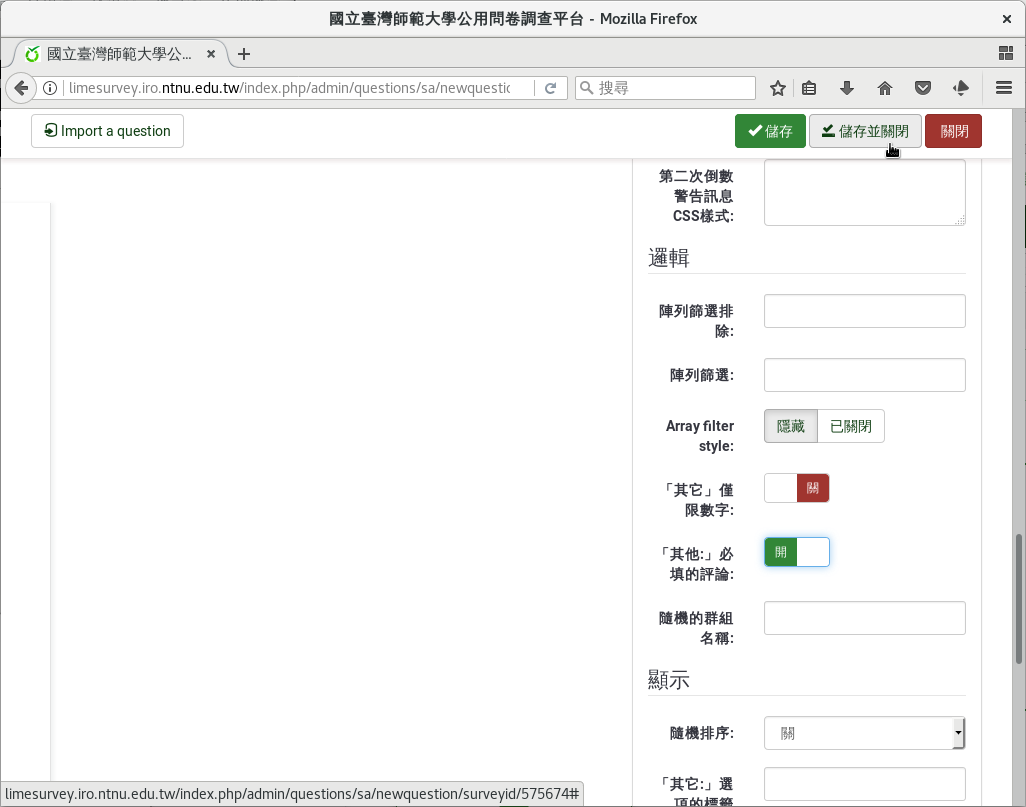 國立臺灣師範大學公用問卷調查平台 - Mozilla Firefox
國立臺灣師範大學公...
limesurvey.iro.ntnu.edu.tw/index.php/admin/questions/sa/newquestic
搜尋
Import a question
儲存
儲存並關閉
關閉
第二次倒數
警告訊息
CSS樣式:
邏輯
陣列篩選排
除:
陣列篩選:
Array filter
style:
隱藏
已關閉
「其它」僅
限數字:
關
「其他:」必
填的評論:
開
隨機的群組
名稱:
顯示
隨機排序:
關
「其它:」選
項的標籤
limesurvey.iro.ntnu.edu.tw/index.php/admin/questions/sa/newquestion/surveyid/575674#